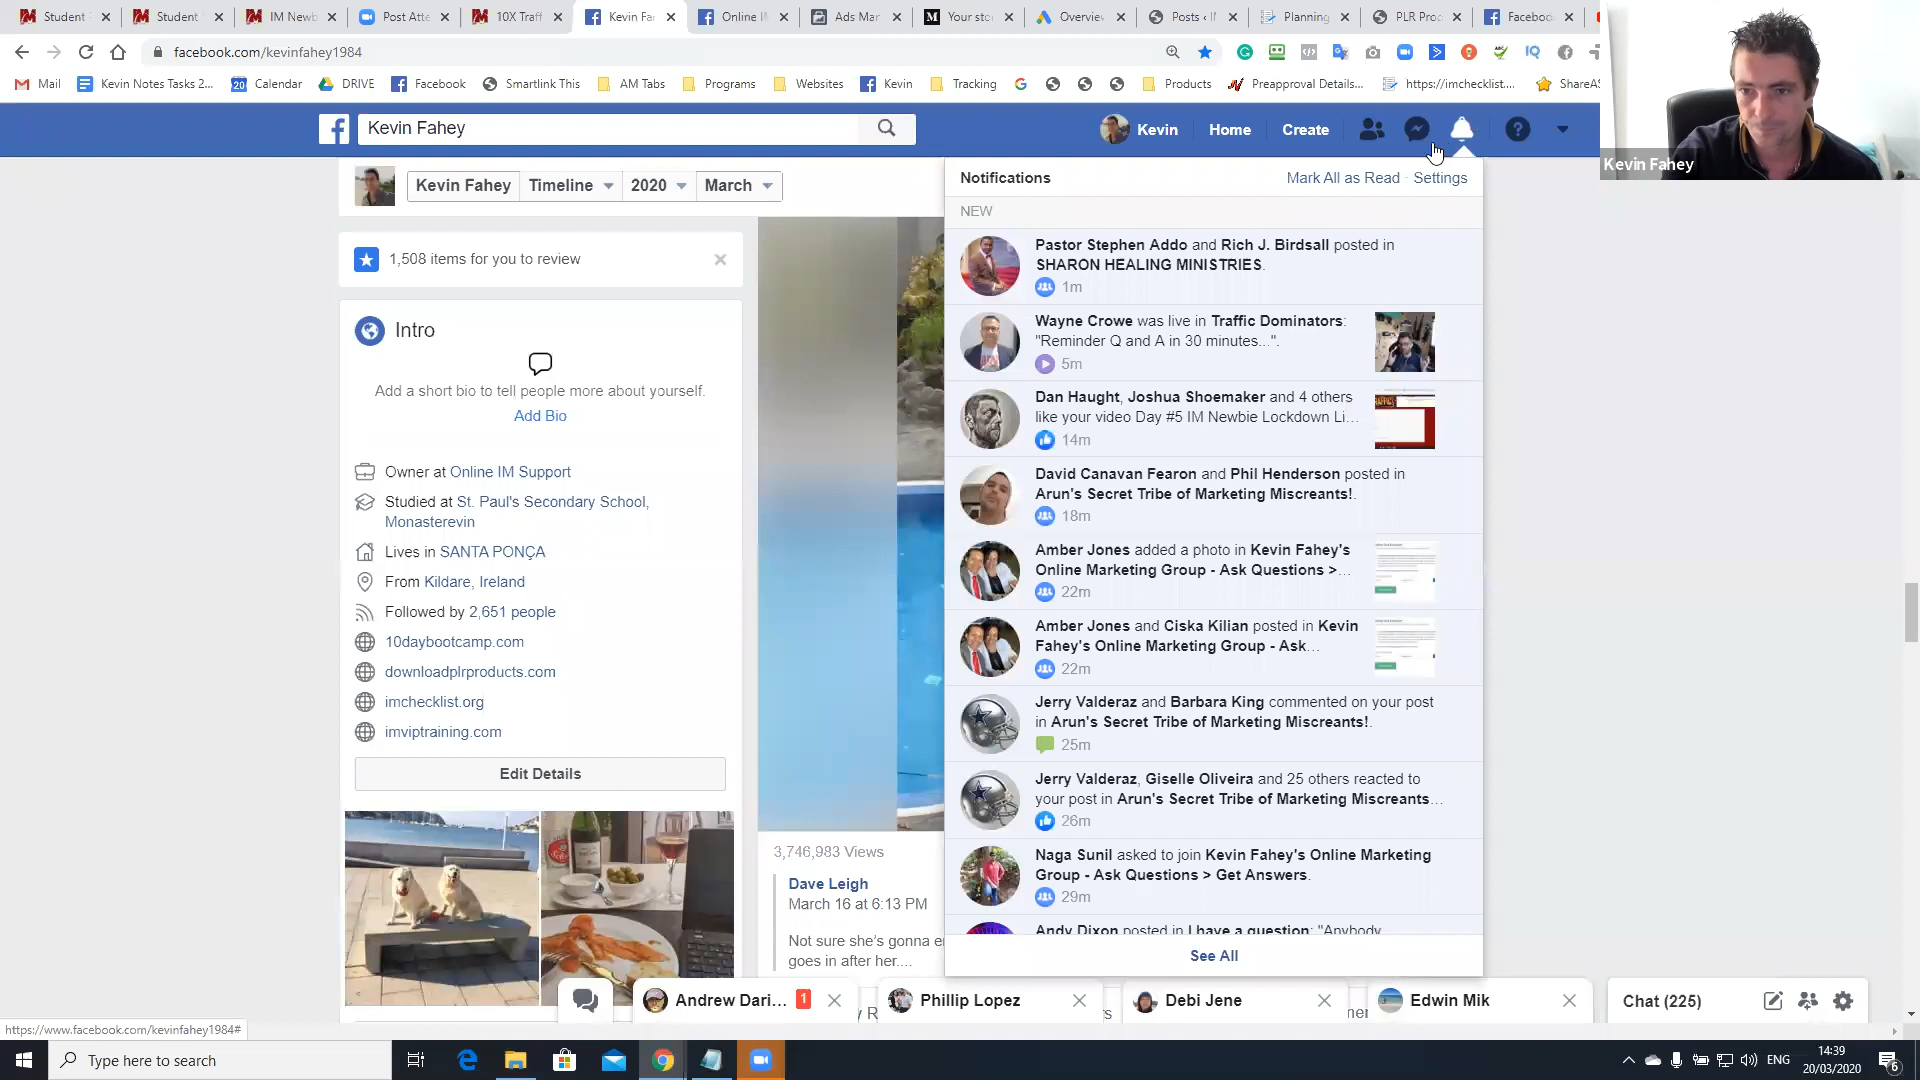 Student
Student
IM Newb
Post Atte
10X Traff
Kevin Fa
Online I
Ads Mar
Your sto
Overvie
Posts ‹ I
Planning
PLR Pro
Facebo
facebook.com/kevinfahey1984
IQ
Mail
Kevin Notes Tasks 2...
Calendar
DRIVE
Facebook
Smartlink This
AM Tabs
Programs
Websites
Kevin
Tracking
Products
Preapproval Details...
https://imchecklist....
ShareAS
Kevin Fahey
Kevin Fahey
Kevin
Home
Create
Kevin Fahey
Timeline
2020
March
1,508 items for you to review
Intro
Add a short bio to tell people more about yourself.
Add Bio
Owner at Online IM Support
Studied at St. Paul's Secondary School,
Monasterevin
Lives in SANTA PONÇA
From Kildare, Ireland
Followed by 2,651 people
10daybootcamp.com
downloadplrproducts.com
imchecklist.org
imviptraining.com
Edit Details
3,746,983 Views
Dave Leigh
March 16 at 6:13 PM
Not sure she's gonna e
goes in after her....
Notifications
Mark All as Read · Settings
NEW
Pastor Stephen Addo and Rich J. Birdsall posted in
SHARON HEALING MINISTRIES.
1m
Wayne Crowe was live in Traffic Dominators:
"Reminder Q and A in 30 minutes...".
5m
Dan Haught, Joshua Shoemaker and 4 others
like your video Day #5 IM Newbie Lockdown Li...
14m
David Canavan Fearon and Phil Henderson posted in
Arun's Secret Tribe of Marketing Miscreants!.
18m
Amber Jones added a photo in Kevin Fahey's
Online Marketing Group - Ask Questions >...
22m
Amber Jones and Ciska Kilian posted in Kevin
Fahey's Online Marketing Group - Ask...
22m
Jerry Valderaz and Barbara King commented on your post
in Arun's Secret Tribe of Marketing Miscreants!.
25m
Jerry Valderaz, Giselle Oliveira and 25 others reacted to
your post in Arun's Secret Tribe of Marketing Miscreants...
26m
Naga Sunil asked to join Kevin Fahey's Online Marketing
Group - Ask Questions > Get Answers.
29m
Andy Dixon posted in I have a question: "Anybody
See All
Andrew Dari...
1
Phillip Lopez
Debi Jene
Edwin Mik
Chat (225)
https://www.facebook.com/kevinfahey1984#
Type here to search
ENG
14:39
20/03/2020
6